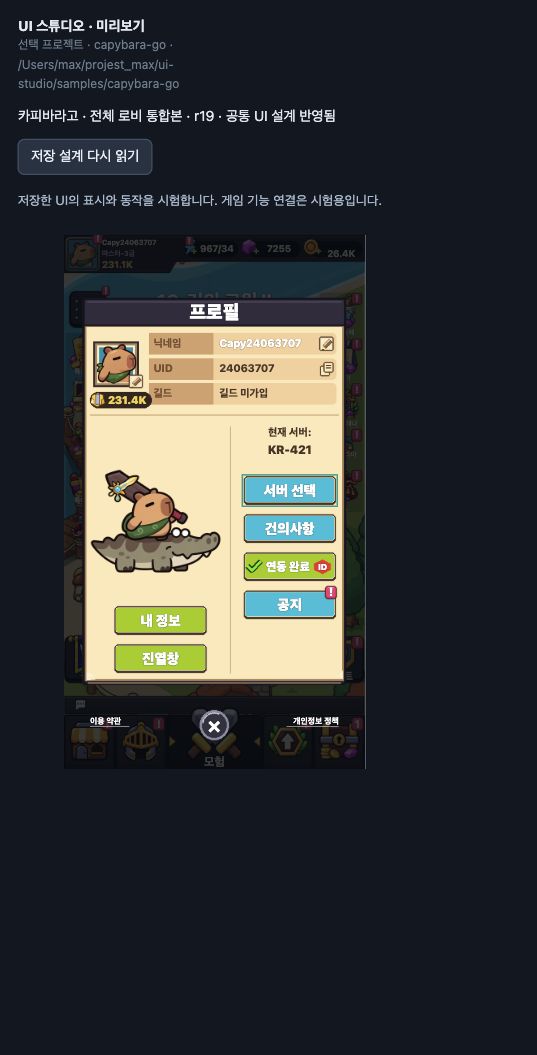 UI 스튜디오 · 미리보기
선택 프로젝트 · capybara-go ·
/Users/max/projest_max/ui-
studio/samples/capybara-go
카피바라고 · 전체 로비 통합본 · r19 · 공통 UI 설계 반영됨
저장 설계 다시 읽기
저장한 UI의 표시와 동작을 시험합니다. 게임 기능 연결은 시험용입니다.
Capy24063707
마스터-3급
231.1K
967/34
7255
26.4K
프로필
닉네임 Capy24063707
UID 24063707
길드 길드 미가입
231.4K
현재 서버:
KR-421
서버 선택
건의사항
연동 완료 ID
공지
내 정보
진열창
이용 약관
개인정보 정책
모험